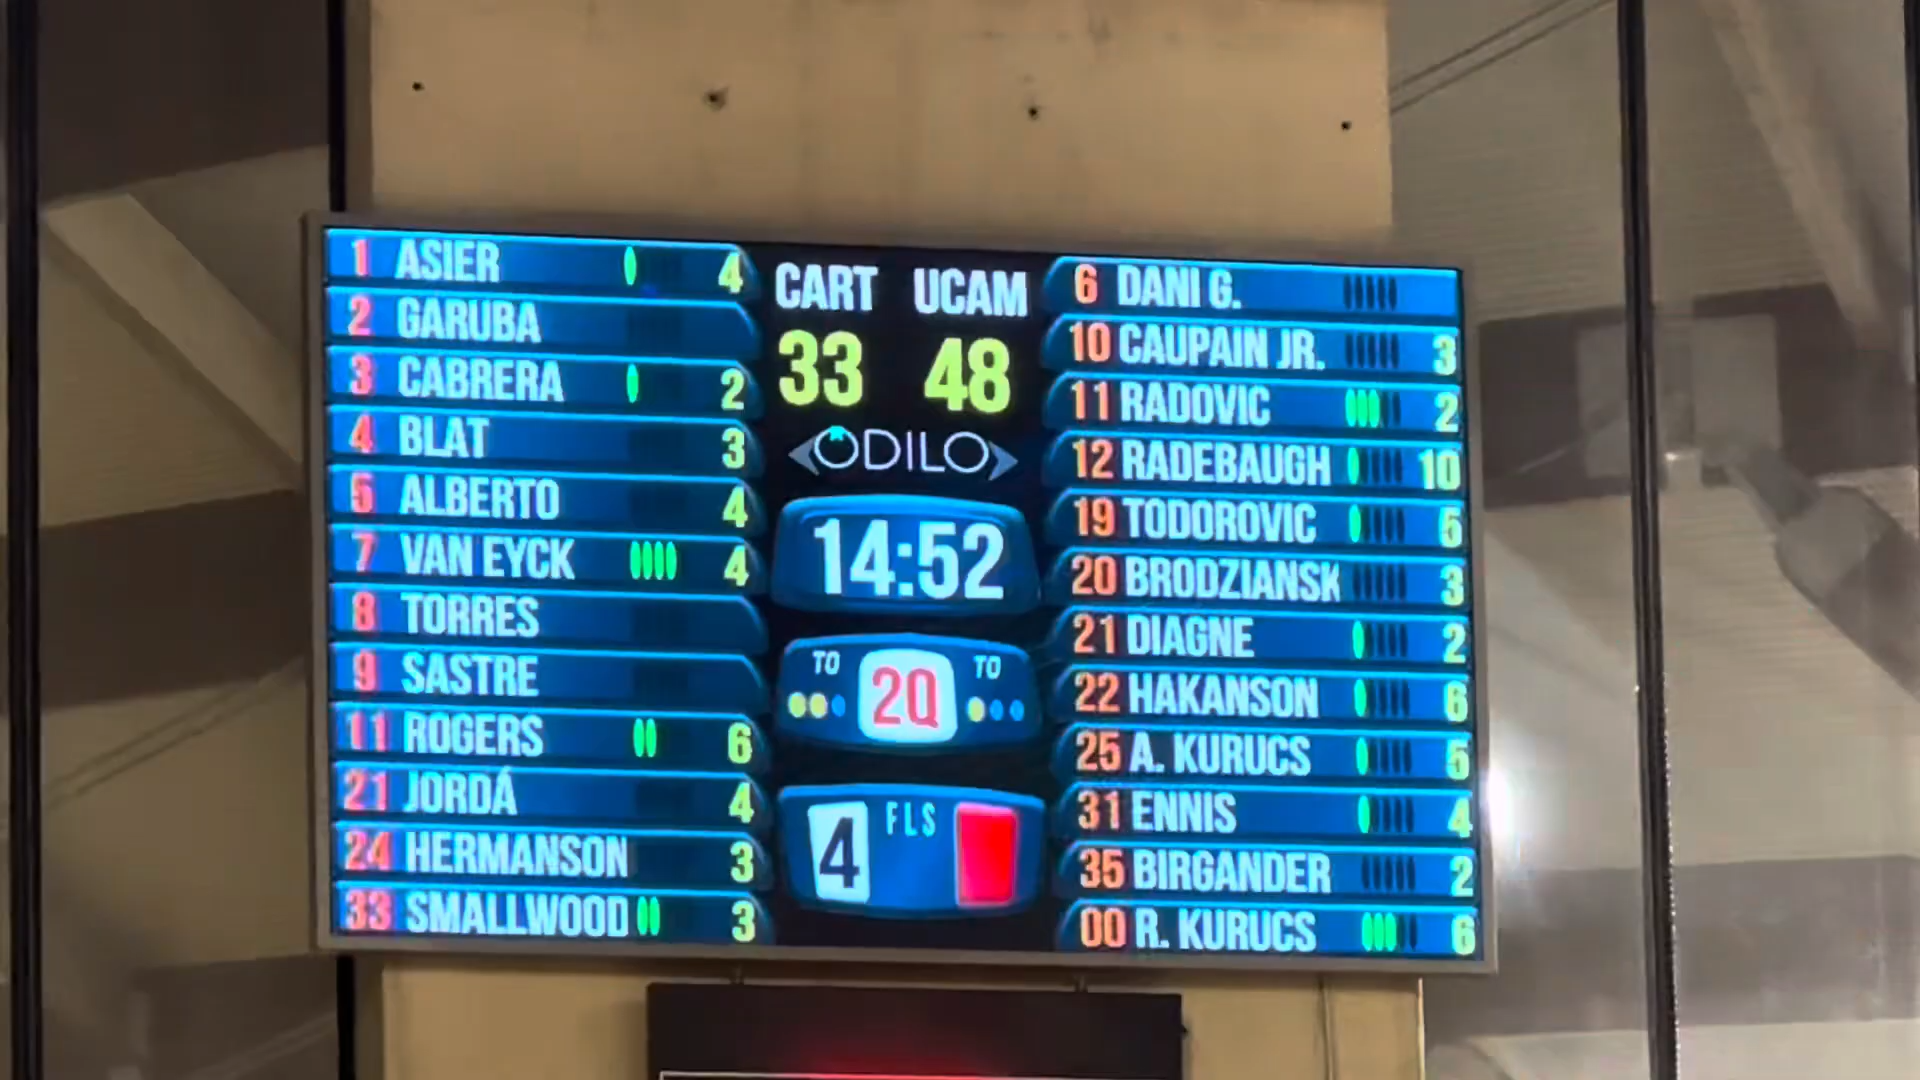 1 ASIER 4
2 GARUBA
3 CABRERA 2
4 BLAT 3
5 ALBERTO 4
7 VAN EYCK 4
8 TORRES
9 SASTRE
11 ROGERS 6
21 JORDÁ 4
24 HERMANSON 3
33 SMALLWOOD 3
CART UCAM
33 48
ODILO
14:52
TO 2Q TO
4 FLS
6 DANI G.
10 CAUPAIN JR. 3
11 RADOVIC 2
12 RADEBAUGH 10
19 TODOROVIC 5
20 BRODZIANSK 3
21 DIAGNE 2
22 HAKANSON 6
25 A. KURUCS 5
31 ENNIS 4
35 BIRGANDER 2
00 R. KURUCS 6